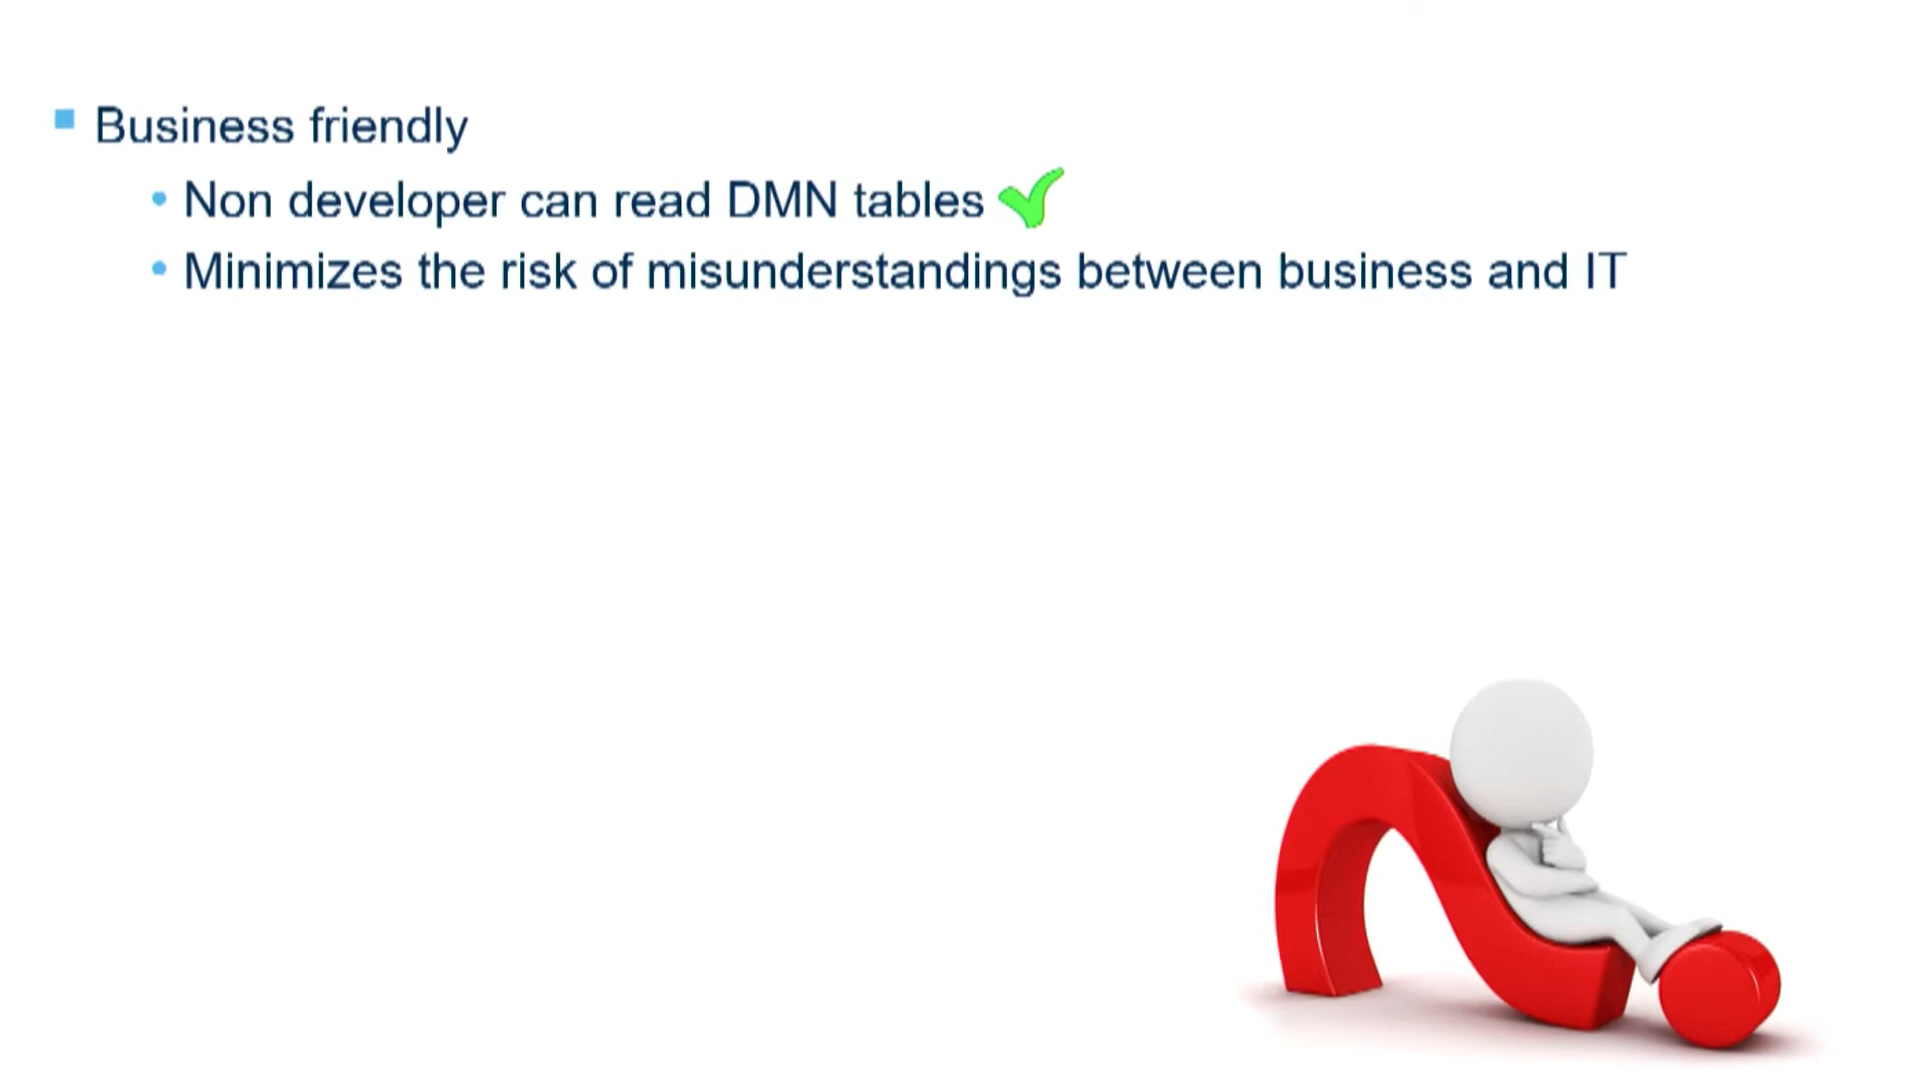 Business friendly
Non developer can read DMN tables
Minimizes the risk of misunderstandings between business and IT